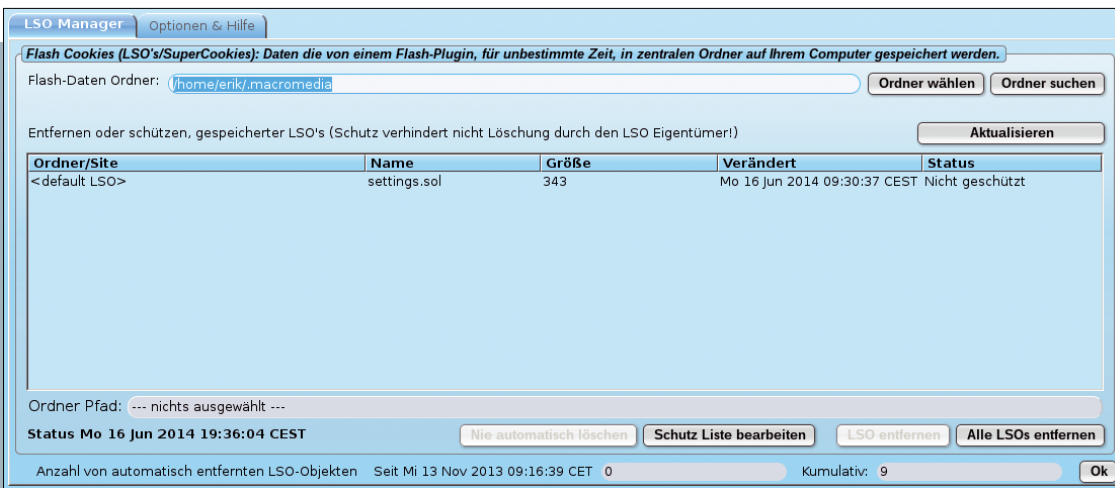 LSO Manager Optionen & Hilfe
Flash Cookies (LSO's/SuperCookies): Daten die von einem Flash-Plugin, für unbestimmte Zeit, in zentralen Ordner auf Ihrem Computer gespeichert werden.
Flash-Daten Ordner: /home/erik/.macromedia Ordner wählen Ordner suchen
Entfernen oder schützen, gespeicherter LSO's (Schutz verhindert nicht Löschung durch den LSO Eigentümer!) Aktualisieren
Ordner/Site Name Größe Verändert Status
<default LSO> settings.sol 343 Mo 16 Jun 2014 09:30:37 CEST Nicht geschützt
Ordner Pfad: --- nichts ausgewählt ---
Status Mo 16 Jun 2014 19:36:04 CEST Nie automatisch löschen Schutz Liste bearbeiten LSO entfernen Alle LSOs entfernen
Anzahl von automatisch entfernten LSO-Objekten Seit Mi 13 Nov 2013 09:16:39 CET 0 Kumulativ: 9 Ok